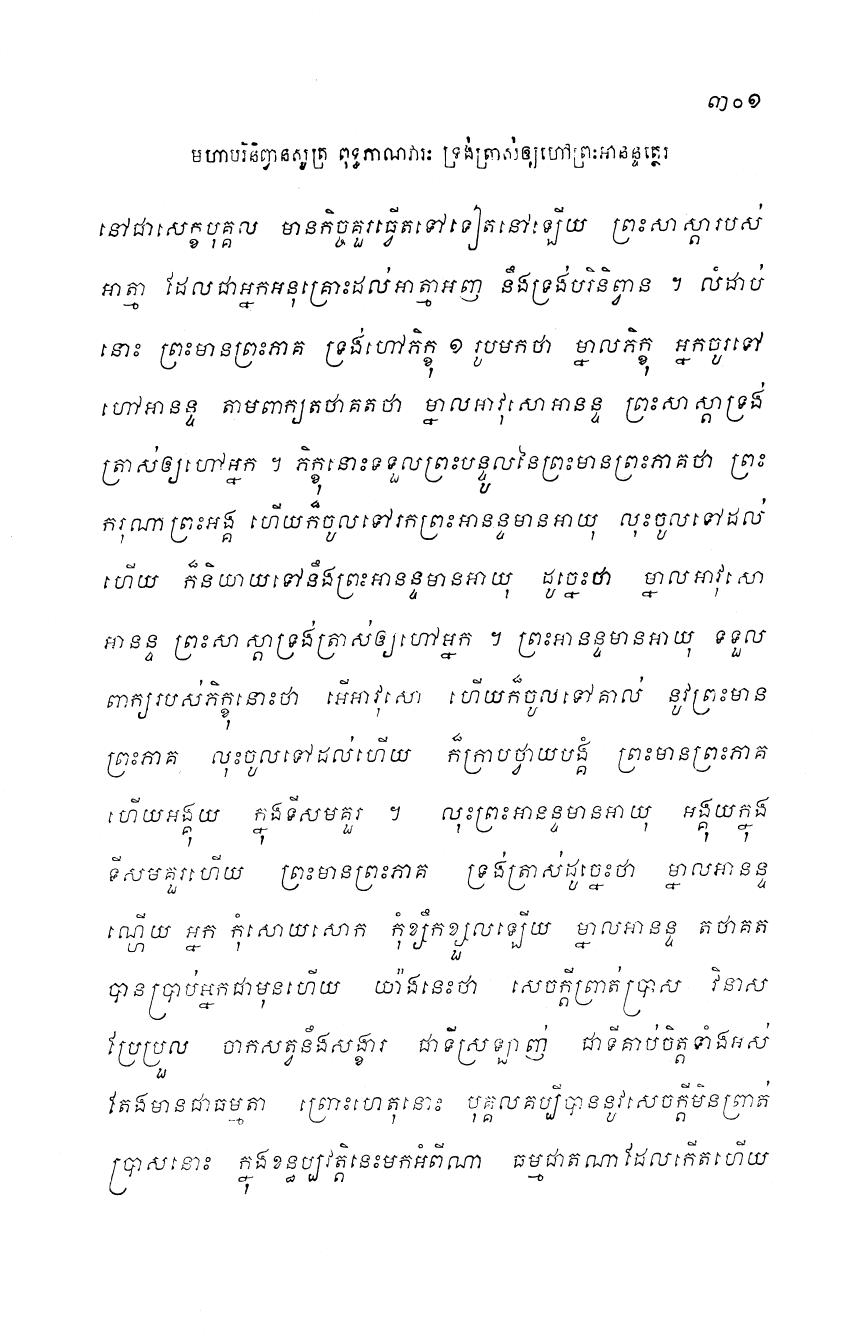 ៣០១
មហាបរិនិព្វានសូត្រ ពុទ្ធភាណវារៈ ទ្រង់ត្រាស់ឲ្យហៅព្រះអានន្ទត្ថេរ
នៅជាសេក្ខបុគ្គល មានកិច្ចគួរធ្វើតទៅទៀតនៅឡើយ ព្រះសាស្តារបស់
អាត្មា ដែលជាអ្នកអនុគ្រោះដល់អាត្មាអញ នឹងទ្រង់បរិនិព្វាន ។ លំដាប់
នោះ ព្រះមានព្រះភាគ ទ្រង់ហៅភិក្ខុ ១ រូបមកថា ម្នាលភិក្ខុ អ្នកចូរទៅ
ហៅអានន្ទ តាមពាក្យតថាគតថា ម្នាលអាវុសោអានន្ទ ព្រះសាស្តាទ្រង់
ត្រាស់ឲ្យហៅអ្នក ។ ភិក្ខុនោះទទួលព្រះបន្ទូលនៃព្រះមានព្រះភាគថា ព្រះ
ករុណាព្រះអង្គ ហើយក៏ចូលទៅរកព្រះអានន្ទមានអាយុ លុះចូលទៅដល់
ហើយ ក៏និយាយទៅនឹងព្រះអានន្ទមានអាយុ ដូច្នេះថា ម្នាលអាវុសោ
អានន្ទ ព្រះសាស្តាទ្រង់ត្រាស់ឲ្យហៅអ្នក ។ ព្រះអានន្ទមានអាយុ ទទួល
ពាក្យរបស់ភិក្ខុនោះថា អើអាវុសោ ហើយក៏ចូលទៅគាល់ នូវព្រះមាន
ព្រះភាគ លុះចូលទៅដល់ហើយ ក៏ក្រាបថ្វាយបង្គំ ព្រះមានព្រះភាគ
ហើយអង្គុយ ក្នុងទីសមគួរ ។ លុះព្រះអានន្ទមានអាយុ អង្គុយក្នុង
ទីសមគួរហើយ ព្រះមានព្រះភាគ ទ្រង់ត្រាស់ដូច្នេះថា ម្នាលអានន្ទ
ណ្ហើយ អ្នក កុំសោយសោក កុំខ្សឹកខ្សួលឡើយ ម្នាលអានន្ទ តថាគត
បានប្រាប់អ្នកជាមុនហើយ យ៉ាងនេះថា សេចក្តីព្រាត់ប្រាស វិនាស
វែប្រប្រួល ចាកសត្វនឹងសង្ខារ ជាទីស្រឡាញ់ ជាទីគាប់ចិត្តទាំងអស់
តែងមានជាធម្មតា ព្រោះហេតុនោះ បុគ្គលគប្បីបាននូវសេចក្តីមិនព្រាត់
ប្រាសនោះ ក្នុងខន្ធប្បវត្តិនេះមកអំពីណា ធម្មជាតណាដែលកើតហើយ